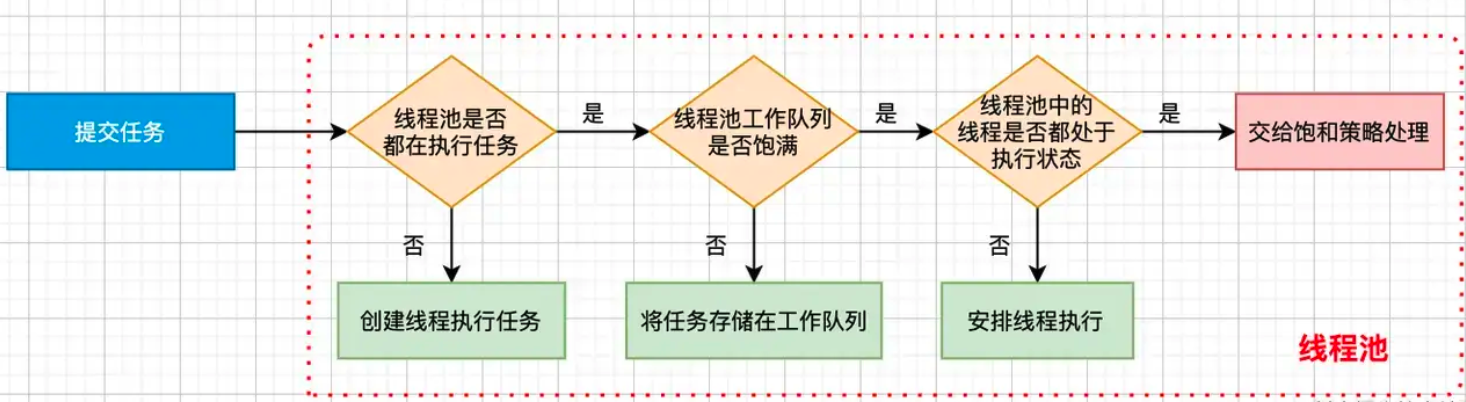 提交任务
线程池是否
都在执行任务
是
线程池工作队列
是否饱满
是
线程池中的
线程是否都处于
执行状态
是
交给饱和策略处理
否
否
否
创建线程执行任务
将任务存储在工作队列
安排线程执行
线程池